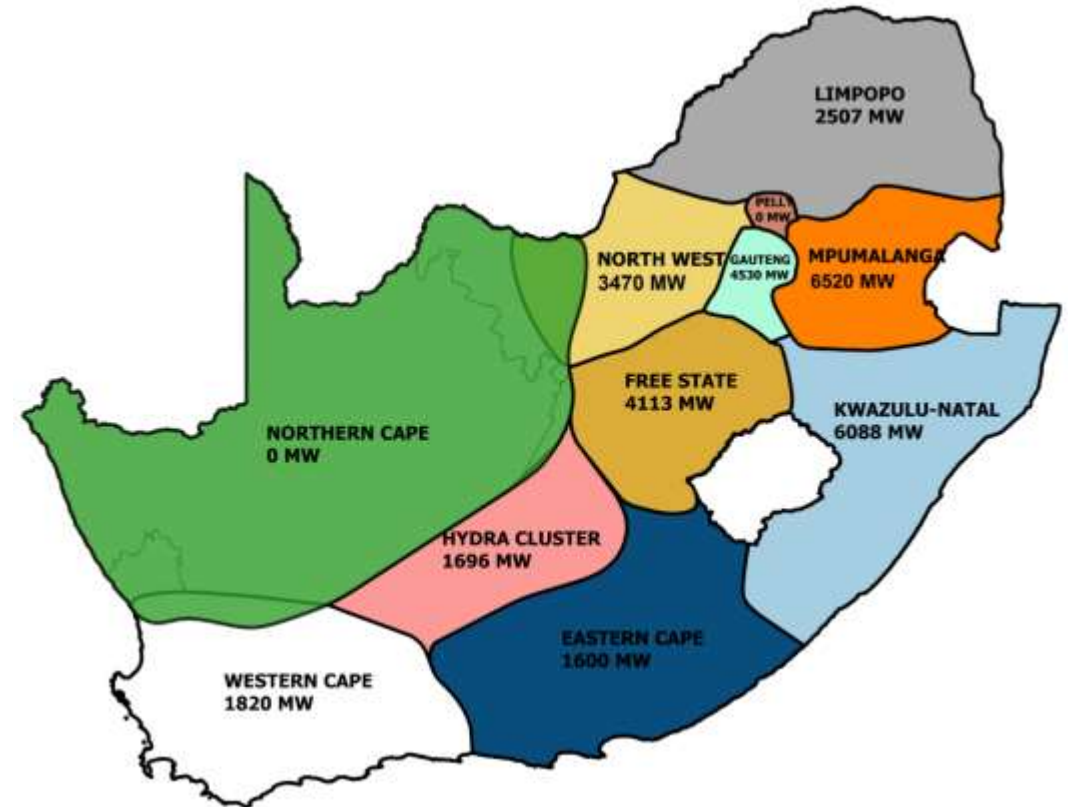 LIMPOPO
2507 MW
PELLY
0 MW
NORTH WEST
3470 MW
GAUTENG
4530 MW
MPUMALANGA
6520 MW
FREE STATE
4113 MW
KWAZULU-NATAL
6088 MW
NORTHERN CAPE
0 MW
HYDRA CLUSTER
1696 MW
EASTERN CAPE
1600 MW
WESTERN CAPE
1820 MW